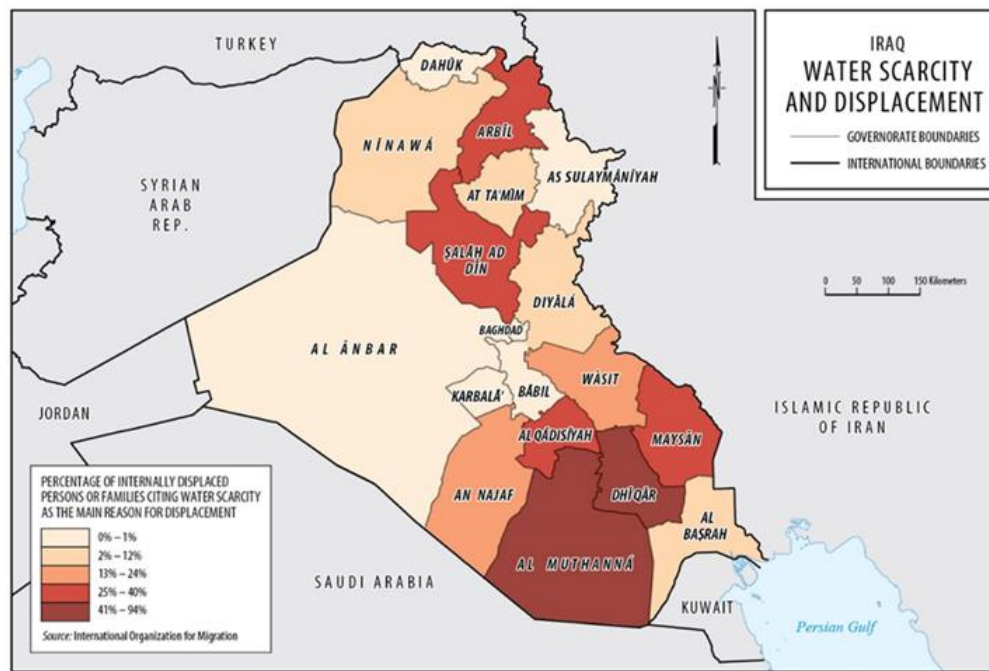 IRAQ
WATER SCARCITY
AND DISPLACEMENT
GOVERNORATE BOUNDARIES
INTERNATIONAL BOUNDARIES
TURKEY
DAHŪK
NĪNAWÁ
ARBĪL
AS SULAYMĀNĪYAH
AT TA'MĪM
SYRIAN
ARAB
REP.
ṢALĀḤ AD
DĪN
DIYĀLÁ
0 50 100 150 Kilometers
BAGHDAD
AL ĀNBAR
WĀSIT
KARBALĀ'
BĀBIL
JORDAN
ISLAMIC REPUBLIC
OF IRAN
AL QĀDISĪYAH
MAYSĀN
AN NAJAF
DHĪ QĀR
AL
BAṢRAH
AL MUTHANNÁ
SAUDI ARABIA
KUWAIT
Persian Gulf
PERCENTAGE OF INTERNALLY DISPLACED
PERSONS OR FAMILIES CITING WATER SCARCITY
AS THE MAIN REASON FOR DISPLACEMENT
0% – 1%
2% – 12%
13% – 24%
25% – 40%
41% – 94%
Source: International Organization for Migration